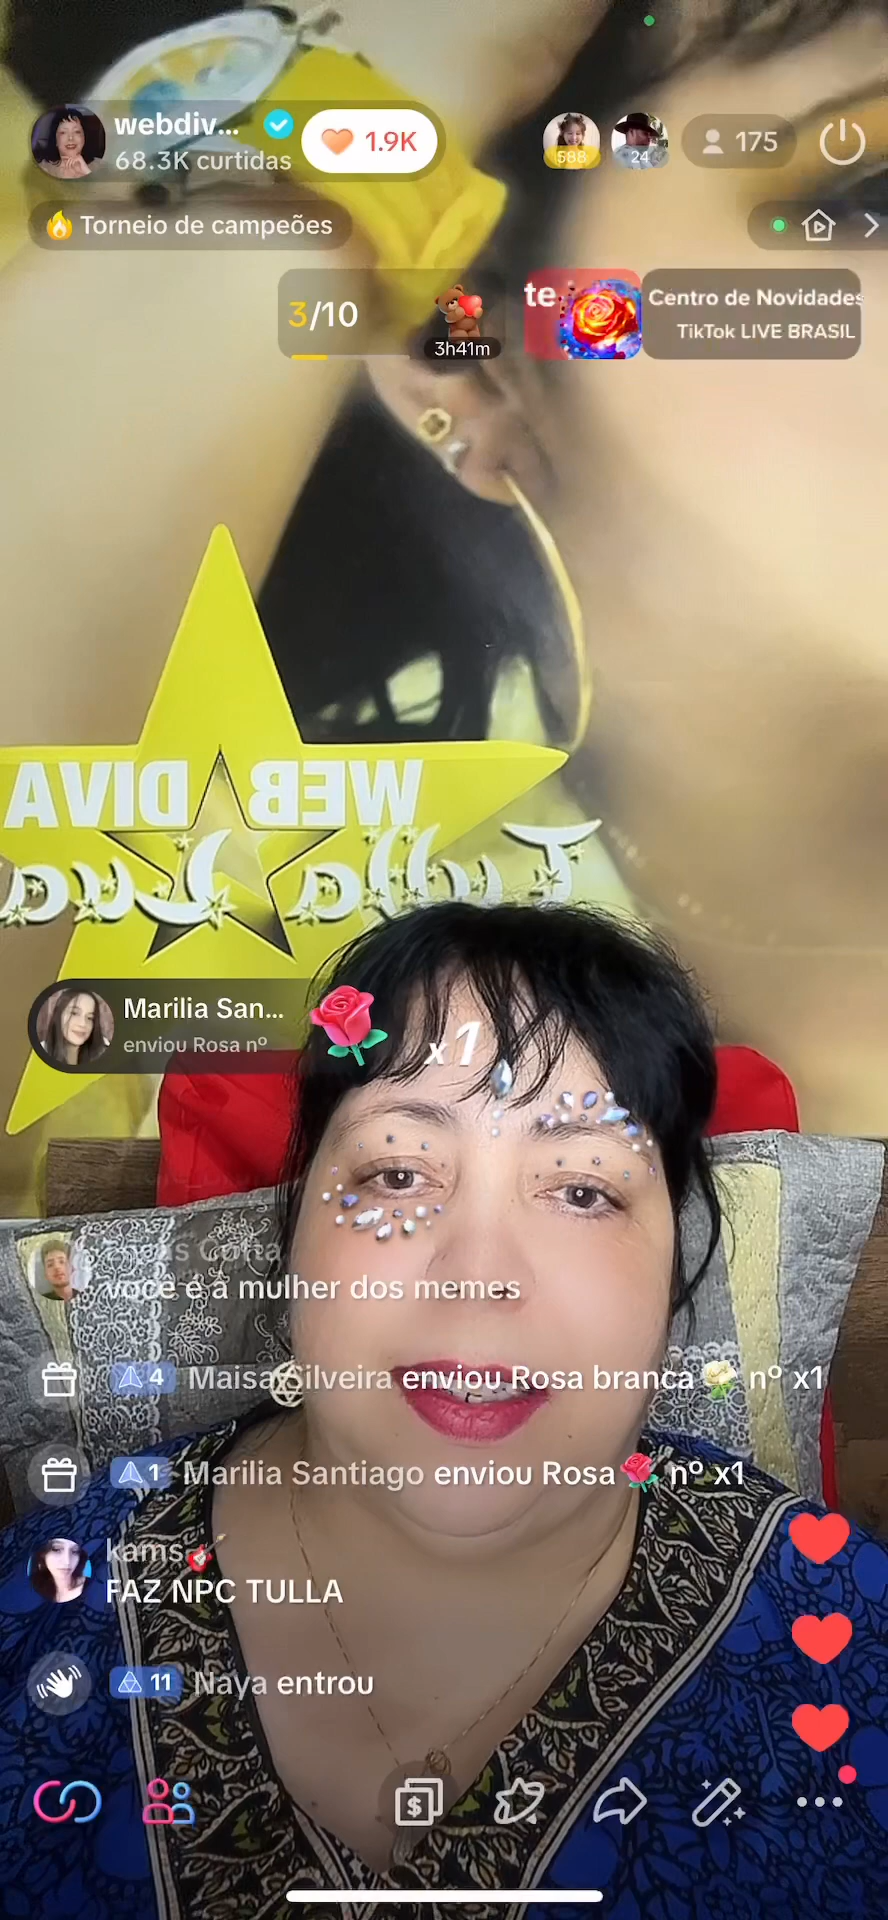 webdiv...
68.3K curtidas
1.9K
588
24
175
Torneio de campeões
3/10
3h41m
te
Centro de Novidades
TikTok LIVE BRASIL
WEB DIVA
Tulla Luana
Marilia San...
enviou Rosa nº
x1
você é a mulher dos memes
4 Maisa Silveira enviou Rosa branca nº x1
1 Marilia Santiago enviou Rosa nº x1
kams
FAZ NPC TULLA
11 Naya entrou